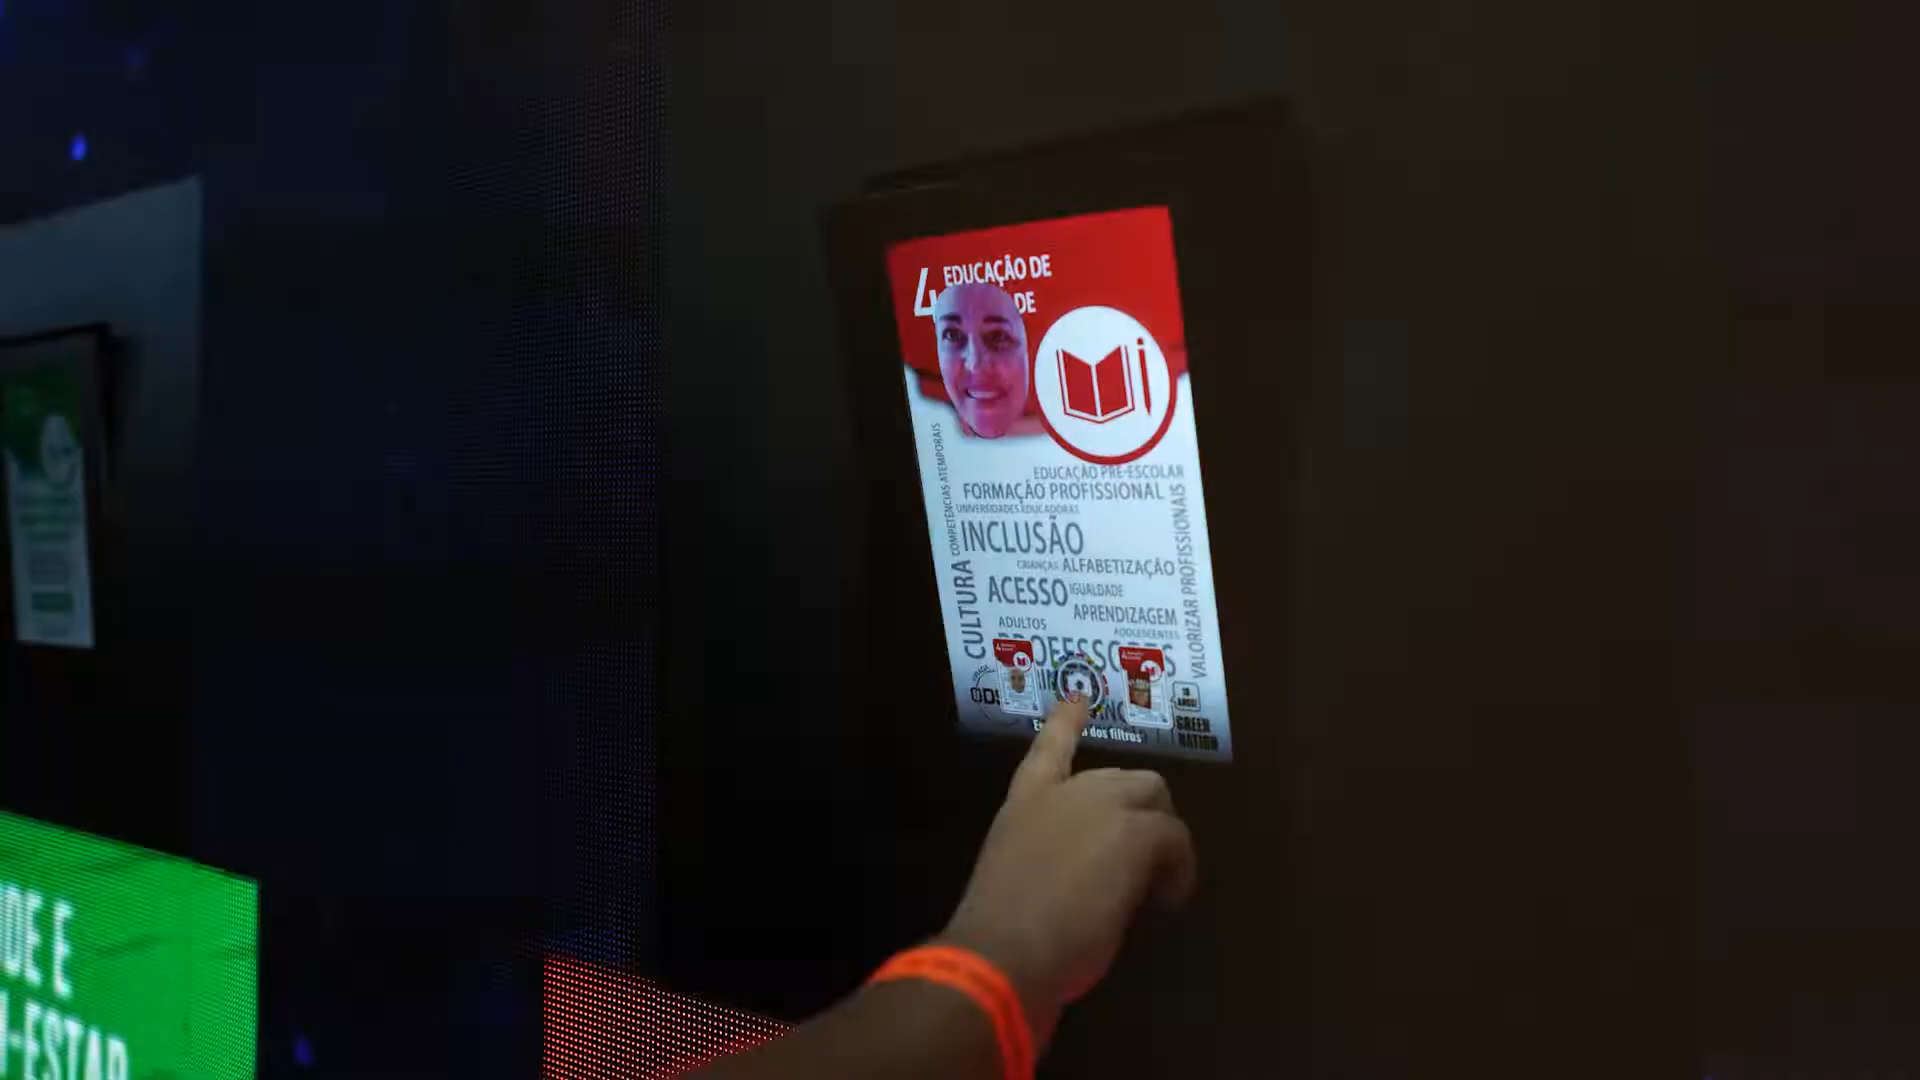 4 EDUCAÇÃO DE
DE
COMPETÊNCIAS ATEMPORAIS
EDUCAÇÃO PRÉ-ESCOLAR
FORMAÇÃO PROFISSIONAL
UNIVERSIDADES EDUCADORAS
INCLUSÃO
CRIANÇAS ALFABETIZAÇÃO
CULTURA
ACESSO IGUALDADE
APRENDIZAGEM
VALORIZAR PROFISSIONAIS
ADULTOS
ADOLESCENTES
GREEN
NATION
dos filtros
DE E
-ESTAR